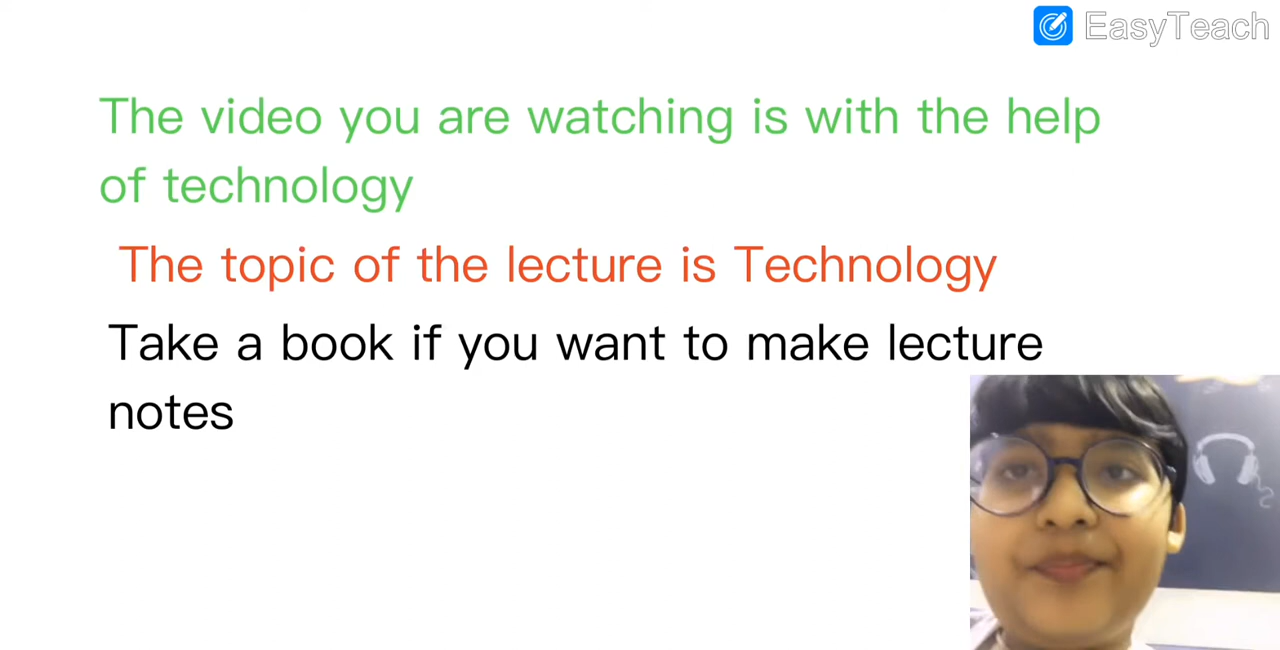 EasyTeach
The video you are watching is with the help
of technology
The topic of the lecture is Technology
Take a book if you want to make lecture
notes